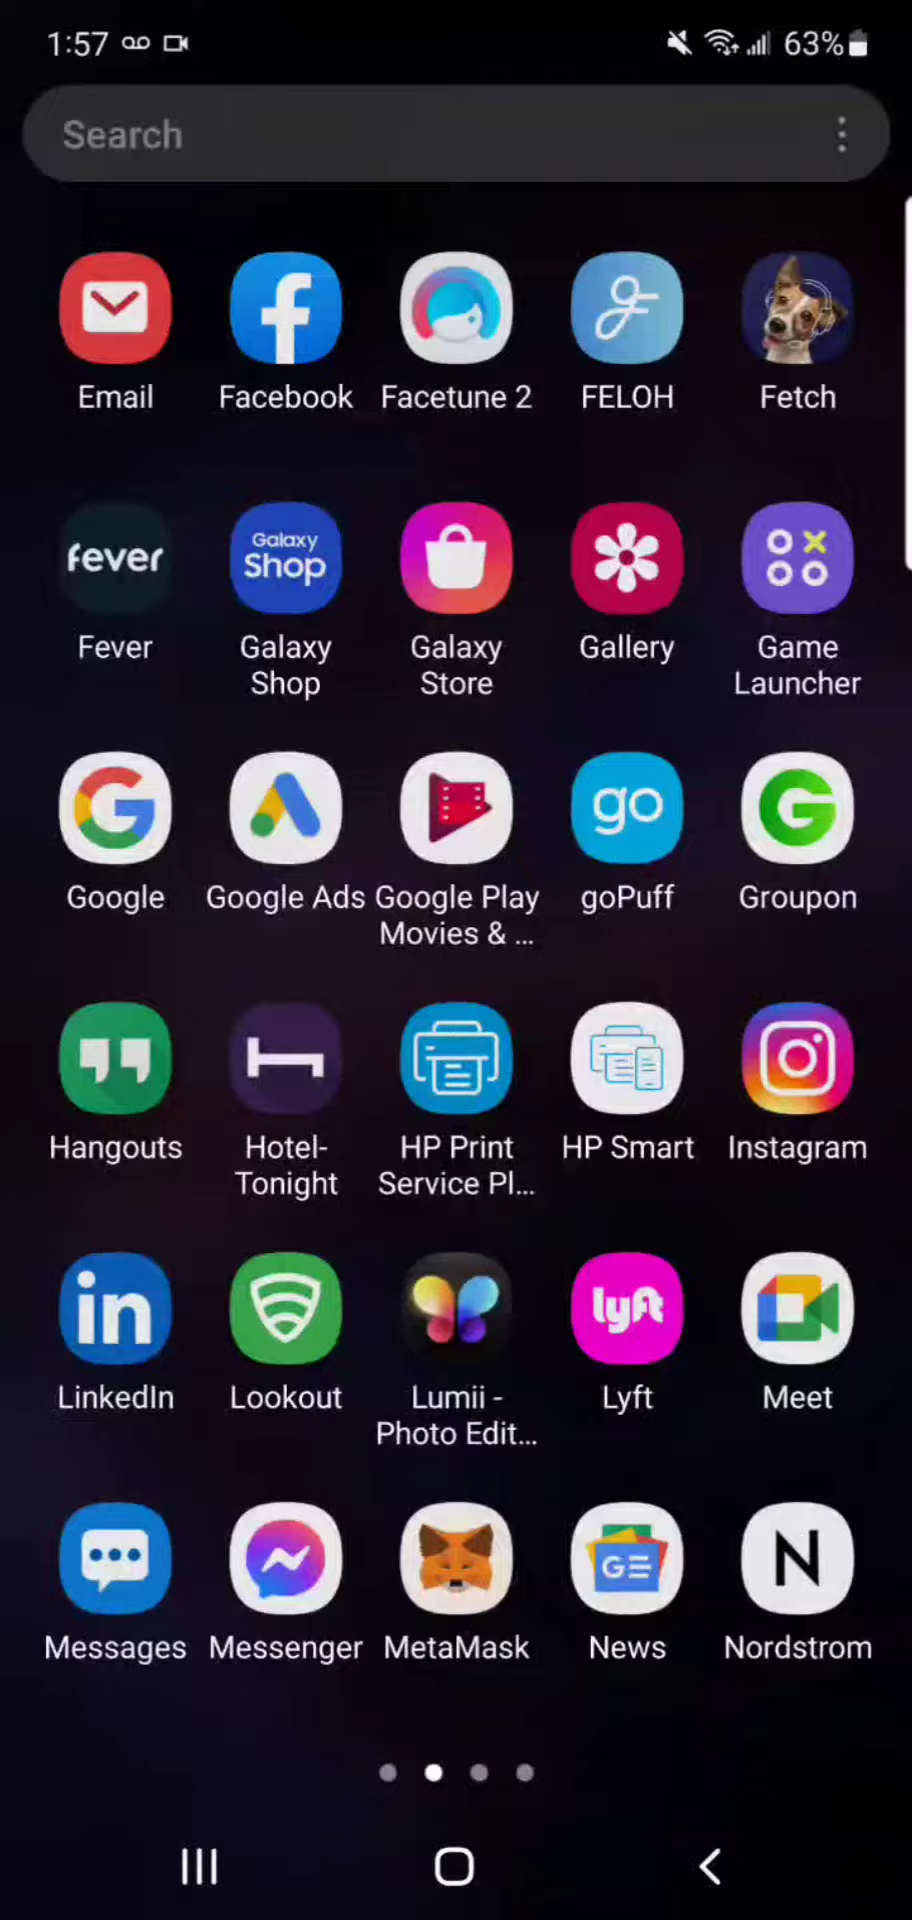 1:57 63%
Search
Email Facebook Facetune 2 FELOH Fetch
fever Galaxy
Shop
Fever Galaxy Galaxy Gallery Game
Shop Store Launcher
go
Google Google Ads Google Play goPuff Groupon
Movies & ...
Hangouts Hotel- HP Print HP Smart Instagram
Tonight Service Pl...
in lyft
LinkedIn Lookout Lumii - Lyft Meet
Photo Edit...
GE N
Messages Messenger MetaMask News Nordstrom